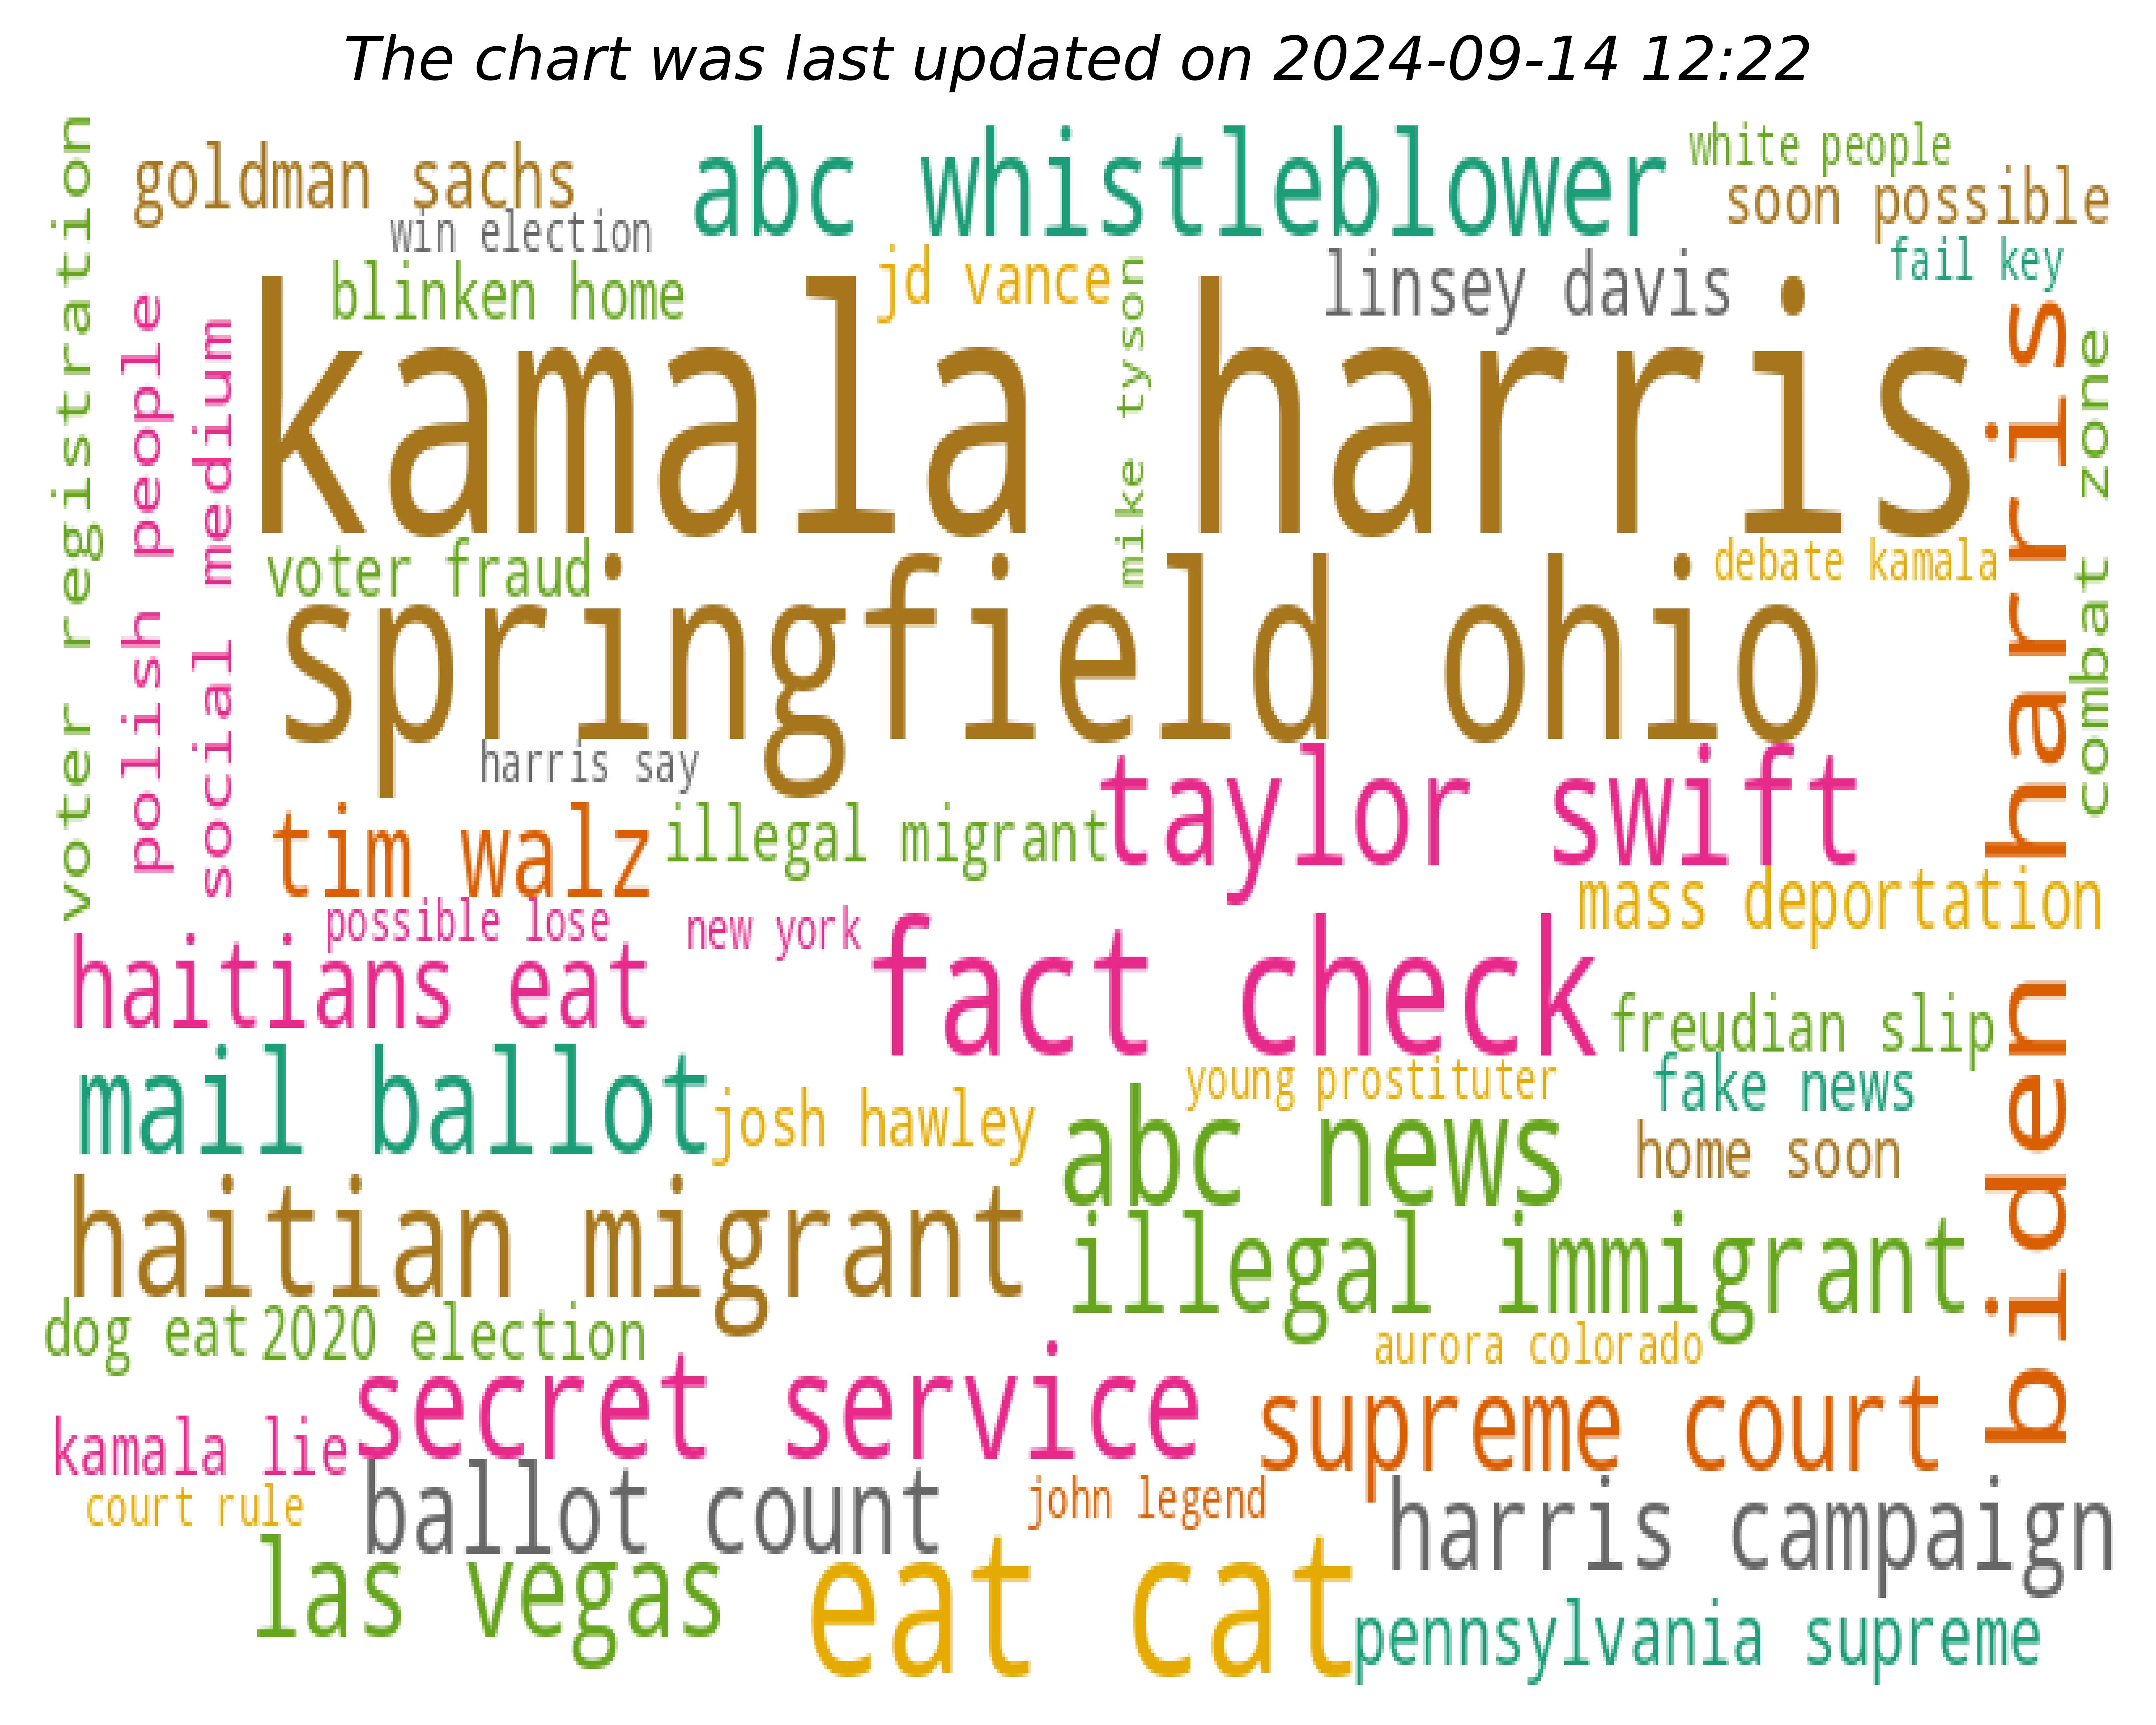 The chart was last updated on 2024-09-14 12:22
voter registration
goldman sachs
abc whistleblower
white people
soon possible
win election
blinken home
jd vance
linsey davis
fail key
polish people
social medium
kamala harris
mike tyson
biden harris
combat zone
voter fraud
debate kamala
springfield ohio
harris say
taylor swift
tim walz
illegal migrant
mass deportation
possible lose
new york
haitians eat
fact check
freudian slip
mail ballot
josh hawley
young prostituter
fake news
abc news
home soon
haitian migrant
illegal immigrant
dog eat
2020 election
aurora colorado
secret service
supreme court
kamala lie
court rule
ballot count
john legend
harris campaign
las vegas
eat cat
pennsylvania supreme